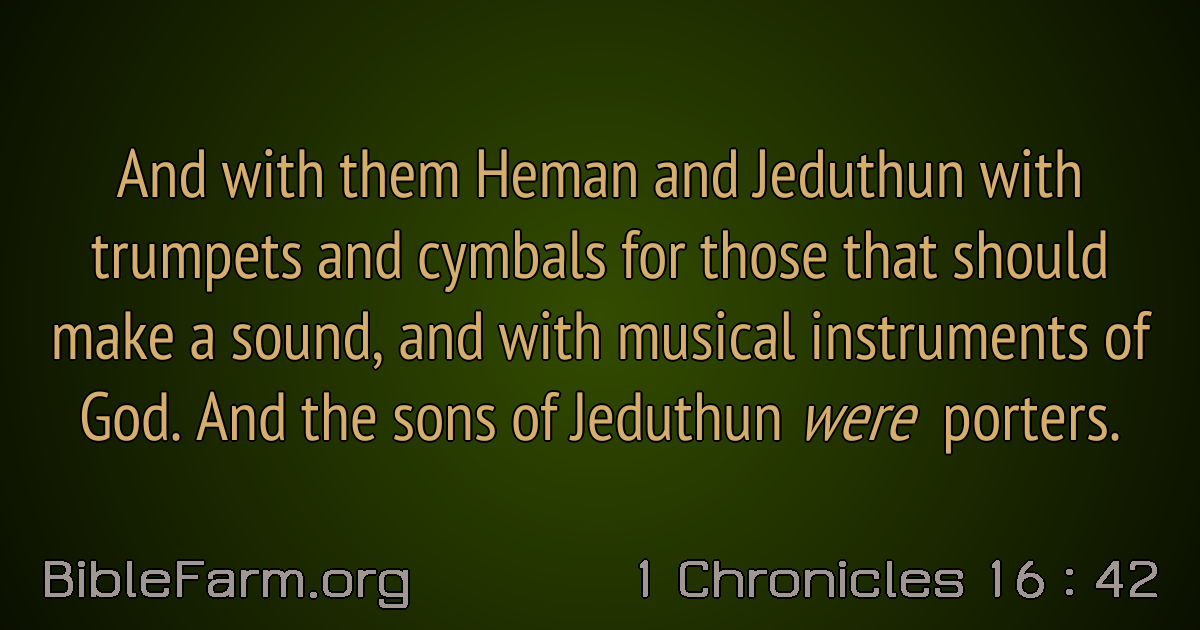 And with them Heman and Jeduthun with
trumpets and cymbals for those that should
make a sound, and with musical instruments of
God. And the sons of Jeduthun were porters.
BibleFarm.org
1 Chronicles 16 : 42